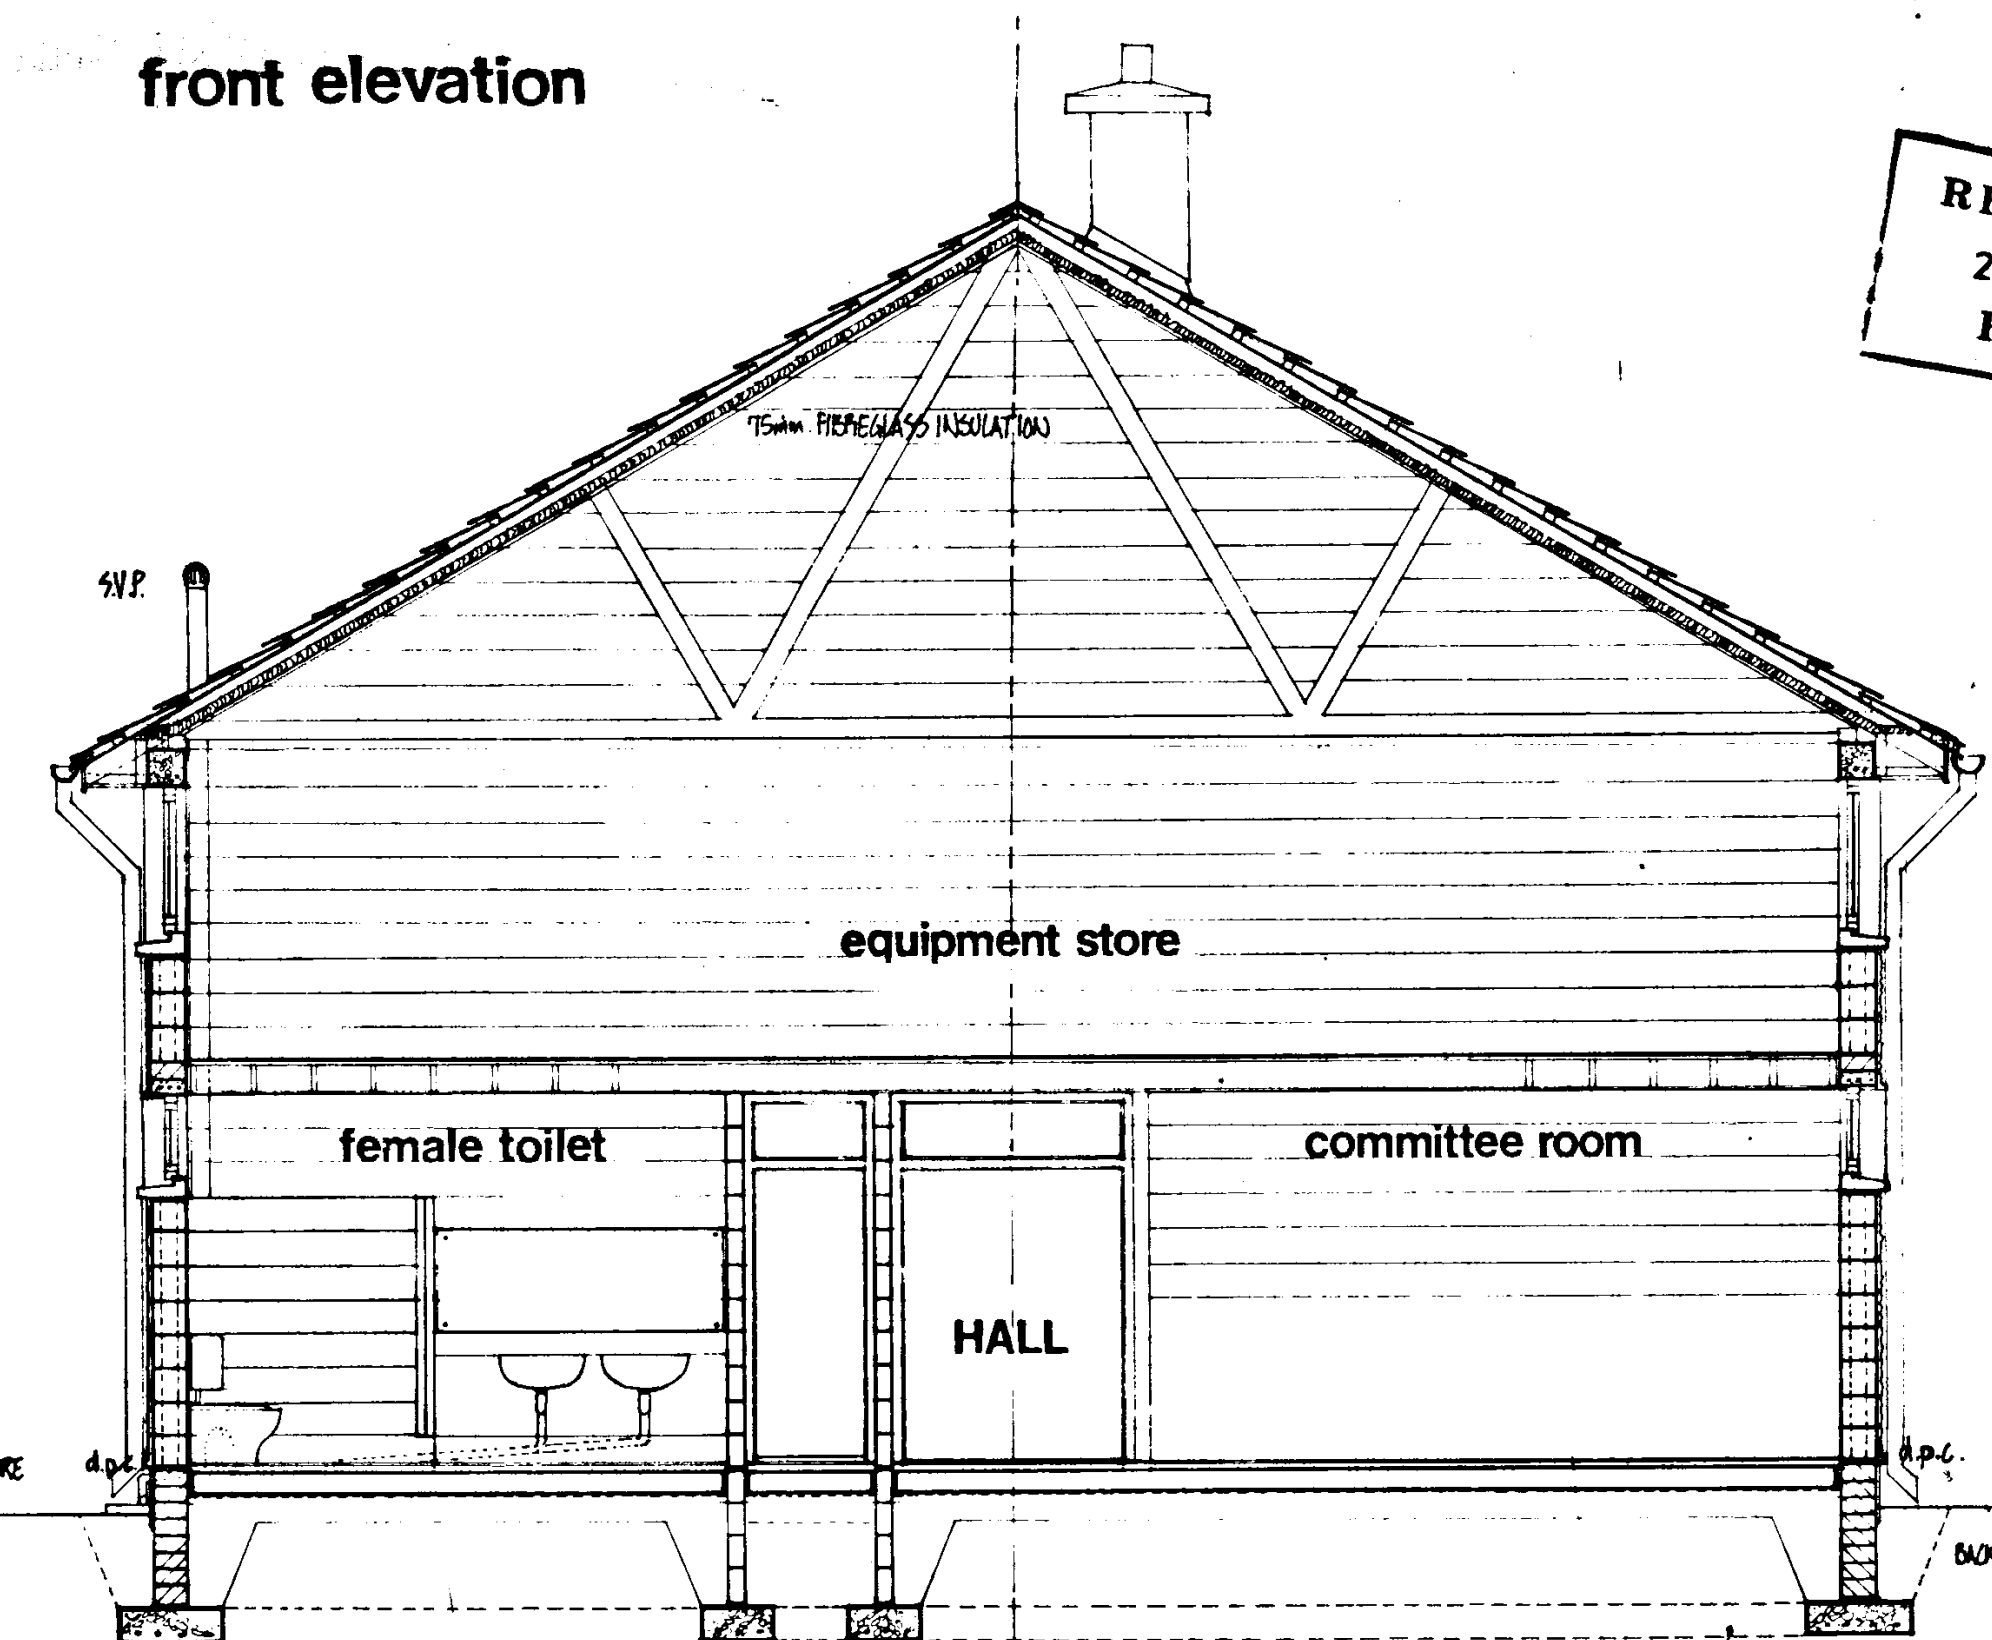 front elevation
75mm FIBREGLASS INSULATION
S.V.P.
equipment store
female toilet
committee room
HALL
d.p.c.
d.p.c.